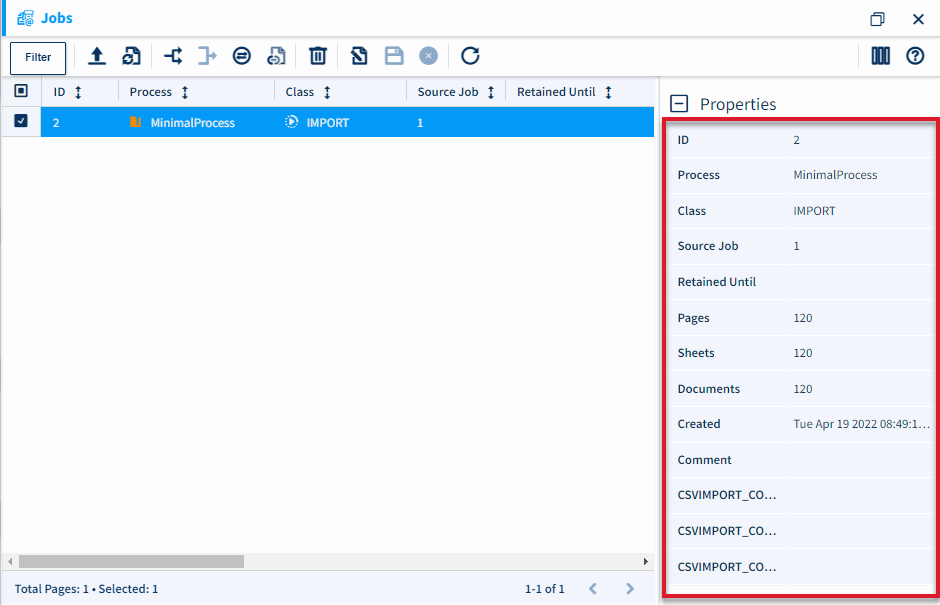 Jobs
Filter
ID Process Class Source Job Retained Until
2 MinimalProcess IMPORT 1
Properties
ID 2
Process MinimalProcess
Class IMPORT
Source Job 1
Retained Until
Pages 120
Sheets 120
Documents 120
Created Tue Apr 19 2022 08:49:1...
Comment
CSVIMPORT_CO...
CSVIMPORT_CO...
CSVIMPORT_CO...
Total Pages: 1 • Selected: 1 1-1 of 1